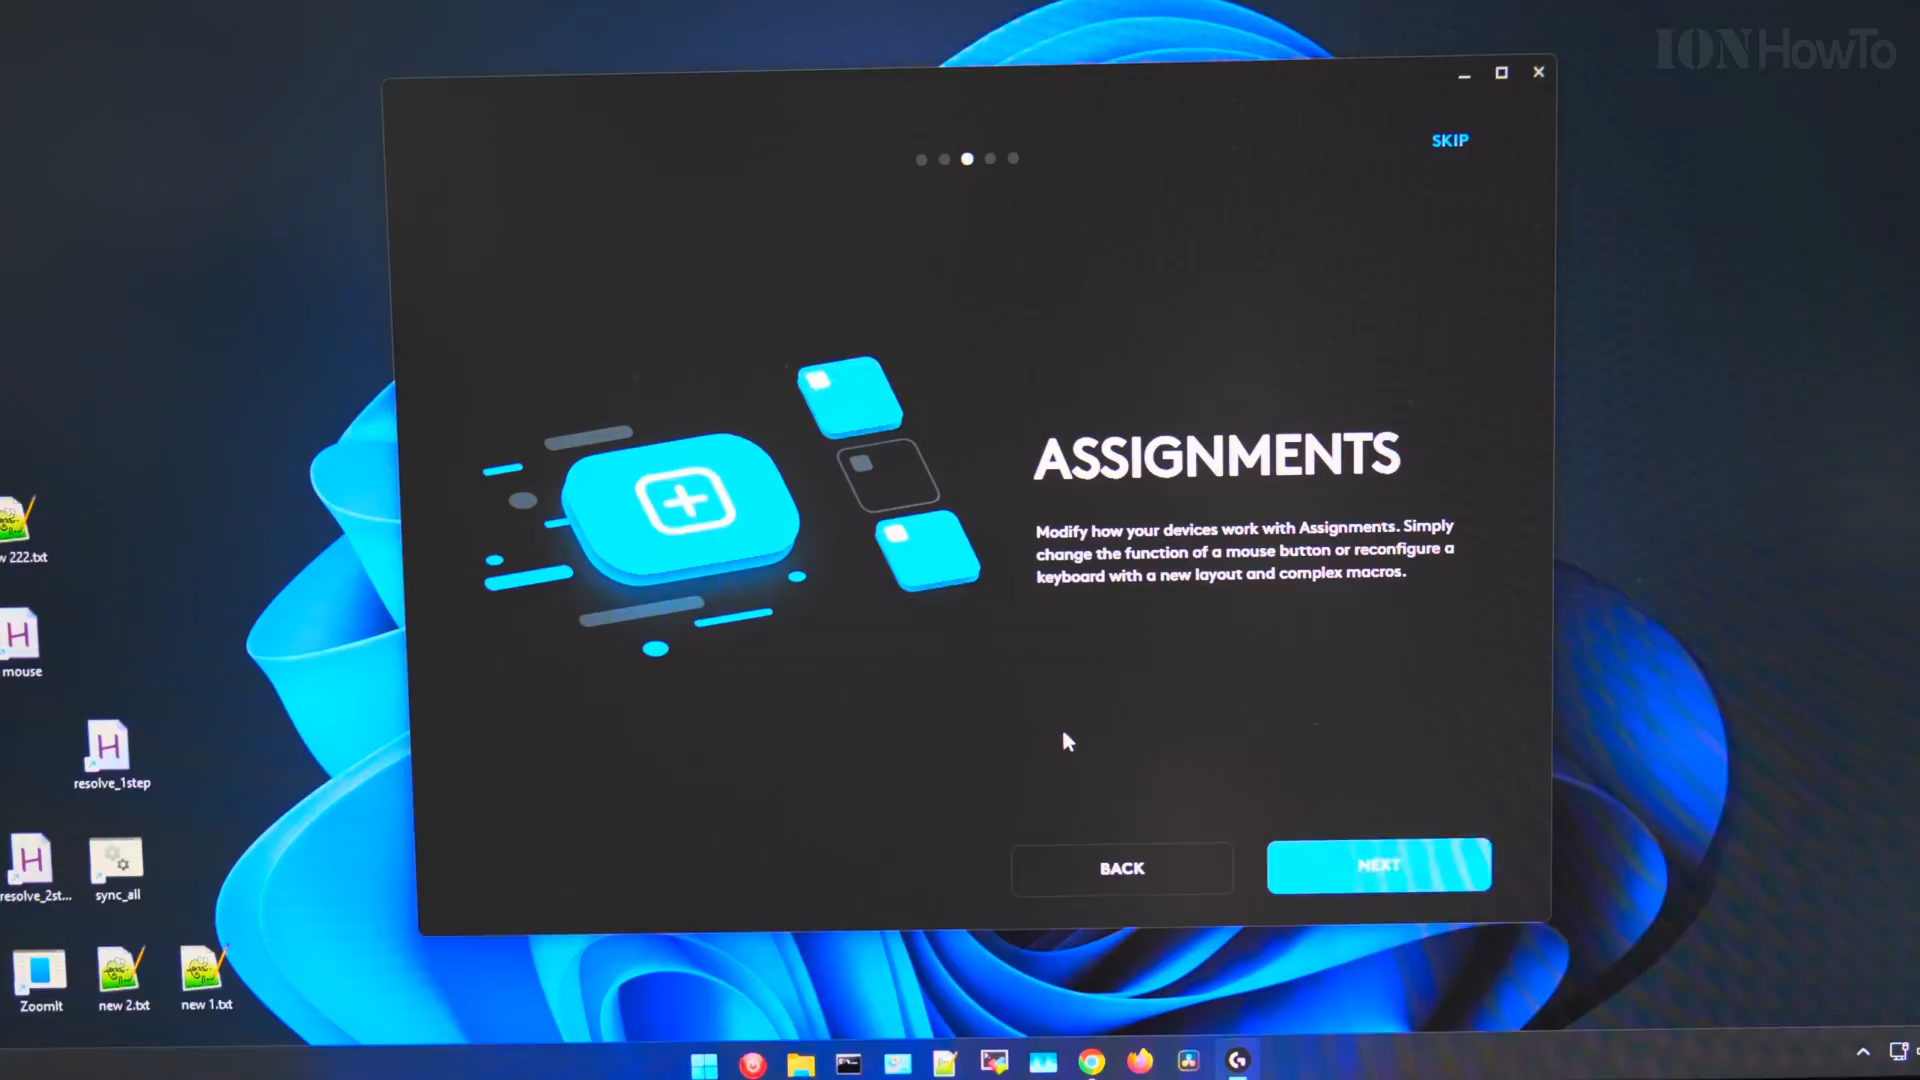 IONHowTo
SKIP
ASSIGNMENTS
Modify how your devices work with Assignments. Simply
change the function of a mouse button or reconfigure a
keyboard with a new layout and complex macros.
BACK
NEXT
w 222.txt
mouse
resolve_1step
resolve_2st...
sync_all
ZoomIt
new 2.txt
new 1.txt